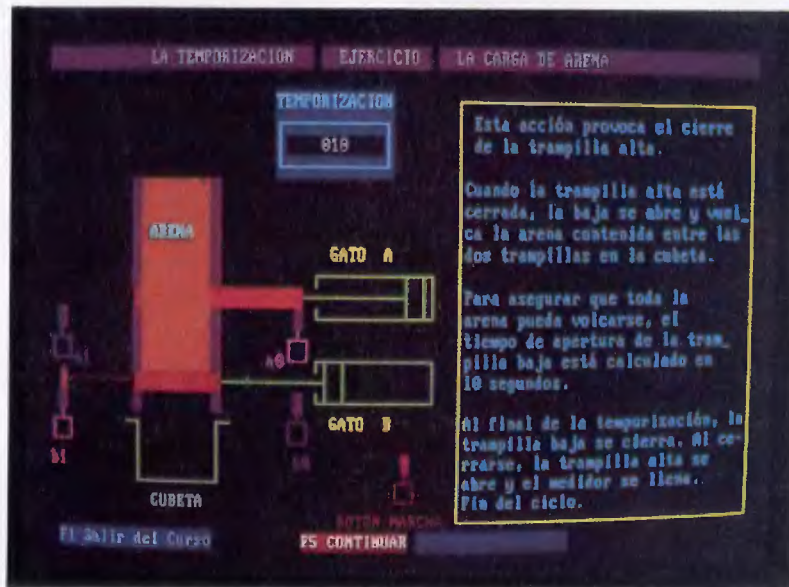 LA TEMPORIZACION EJERCICIO LA CARGA DE ARENA
TEMPORIZACION
010
ARENA
GATO A
a0
GATO B
b1
CUBETA
BOTON MARCHA
F1 Salir del Curso
F5 CONTINUAR
Esta acción provoca el cierre
de la trampilla alta.
Cuando la trampilla alta está
cerrada, la baja se abre y vuel_
ca la arena contenida entre las
dos trampillas en la cubeta.
Para asegurar que toda la
arena pueda volcarse, el
tiempo de apertura de la tram_
pilla baja está calculado en
10 segundos.
Al final de la temporización, la
trampilla baja se cierra. Al ce-
rrarse, la trampilla alta se
abre y el medidor se llena.
Fin del ciclo.